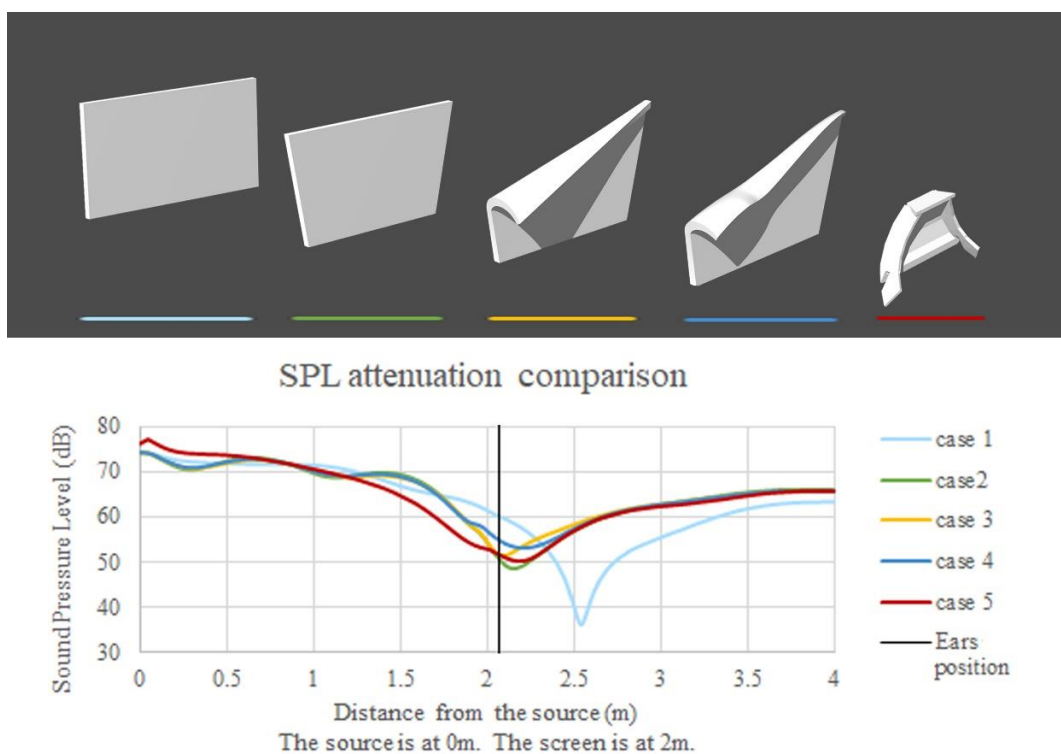 SPL attenuation comparison
Sound Pressure Level (dB)
80
70
60
50
40
30
0
0.5
1
1.5
2
2.5
3
3.5
4
Distance from the source (m)
The source is at 0m. The screen is at 2m.
case 1
case2
case 3
case 4
case 5
Ears
position